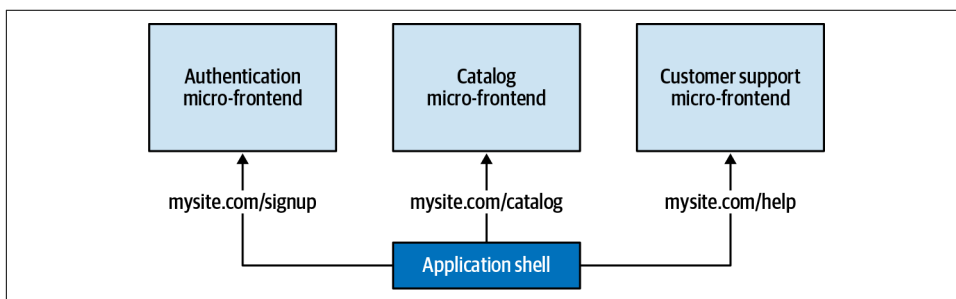 Authentication
micro-frontend
Catalog
micro-frontend
Customer support
micro-frontend
mysite.com/signup
mysite.com/catalog
mysite.com/help
Application shell